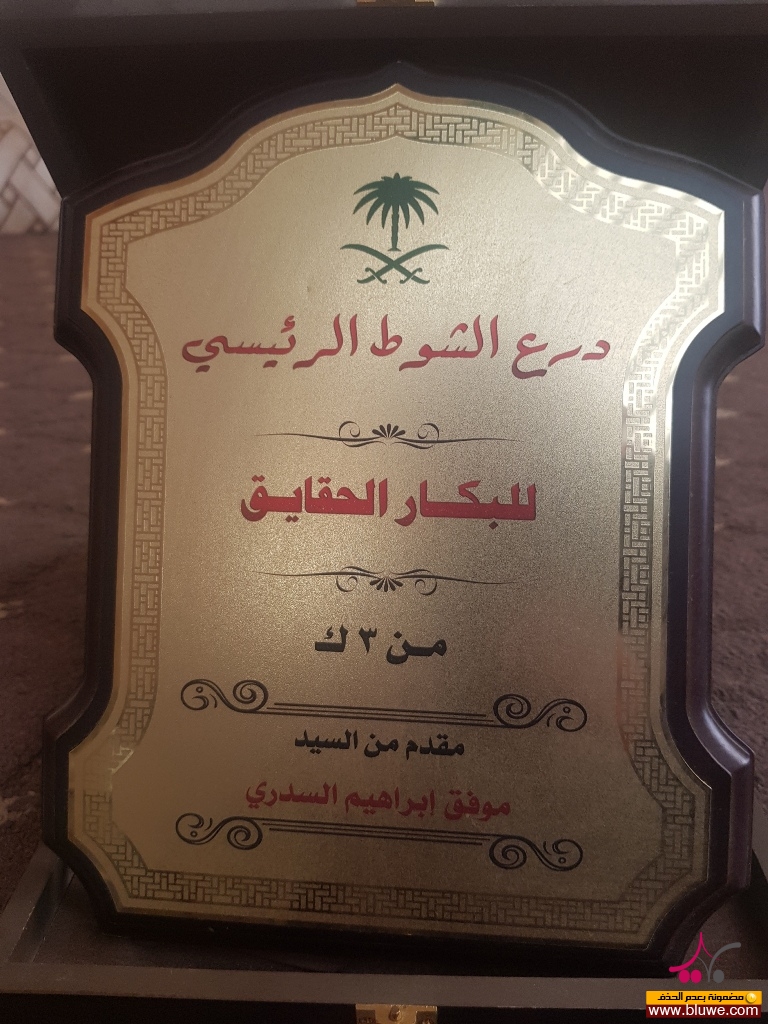 درع الشوط الرئيسي
للبكار الحقايق
من ٣ ك
مقدم من السيد
موفق إبراهيم السدري
مضمونة بعدم الحذف
www.bluwe.com